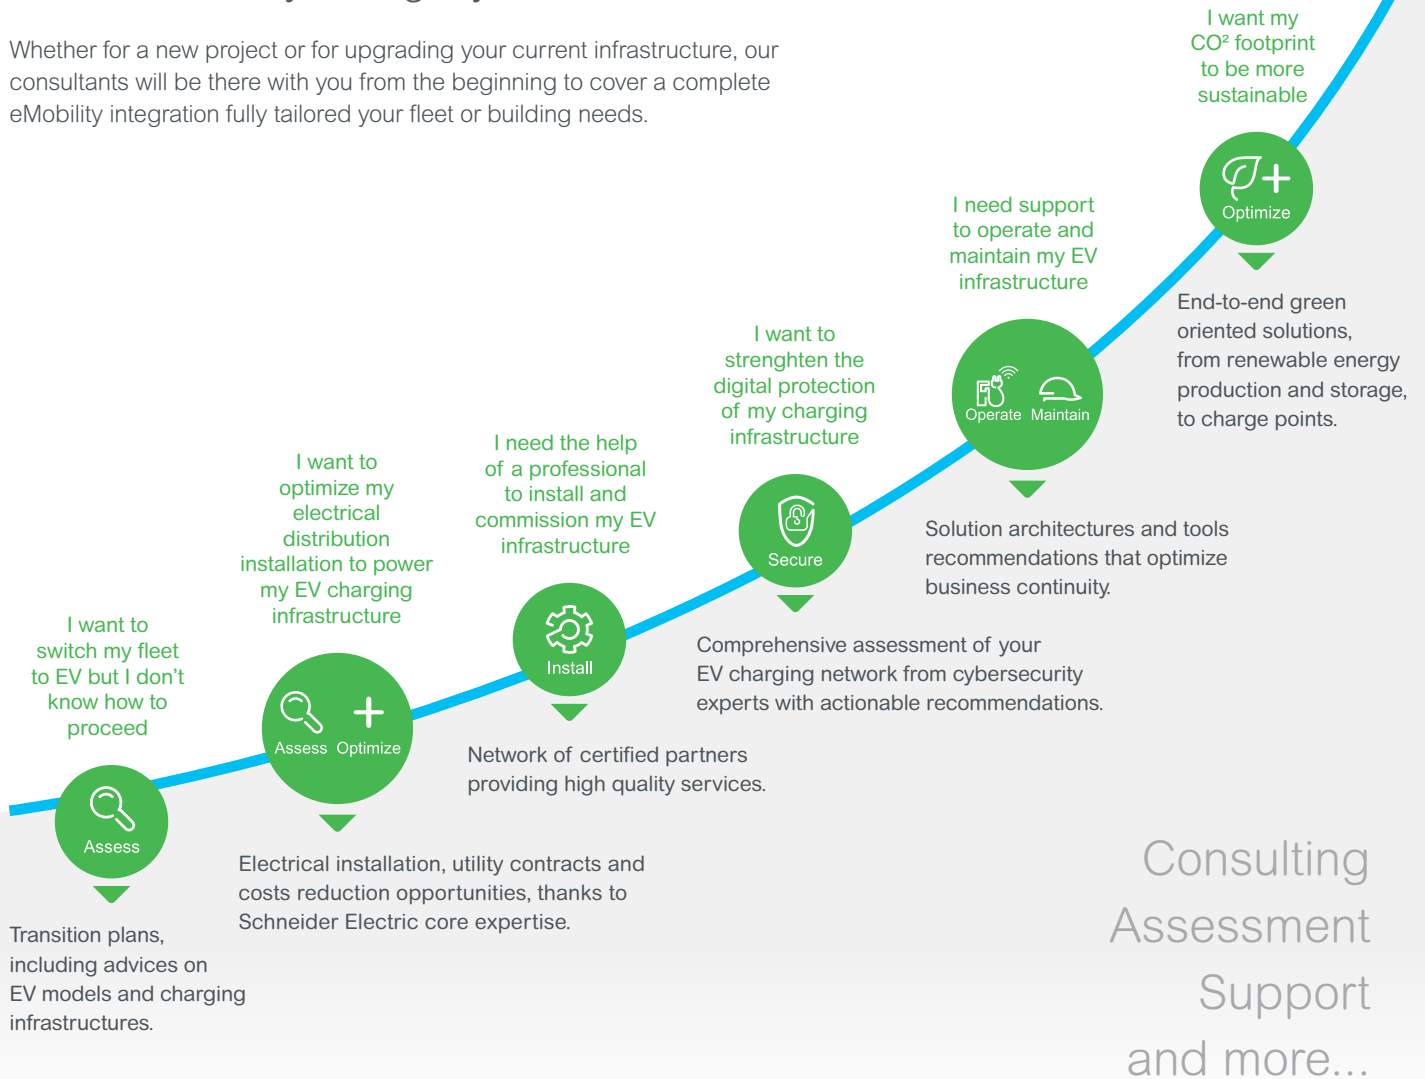 Whether for a new project or for upgrading your current infrastructure, our
consultants will be there with you from the beginning to cover a complete
eMobility integration fully tailored your fleet or building needs.
I want to
switch my fleet
to EV but I don't
know how to
proceed
Assess
Transition plans,
including advices on
EV models and charging
infrastructures.
I want to
optimize my
electrical
distribution
installation to power
my EV charging
infrastructure
Assess Optimize
Electrical installation, utility contracts and
costs reduction opportunities, thanks to
Schneider Electric core expertise.
I need the help
of a professional
to install and
commission my EV
infrastructure
Install
Network of certified partners
providing high quality services.
I want to
strenghten the
digital protection
of my charging
infrastructure
Secure
Comprehensive assessment of your
EV charging network from cybersecurity
experts with actionable recommendations.
I need support
to operate and
maintain my EV
infrastructure
Operate Maintain
Solution architectures and tools
recommendations that optimize
business continuity.
I want my
CO² footprint
to be more
sustainable
Optimize
End-to-end green
oriented solutions,
from renewable energy
production and storage,
to charge points.
Consulting
Assessment
Support
and more...